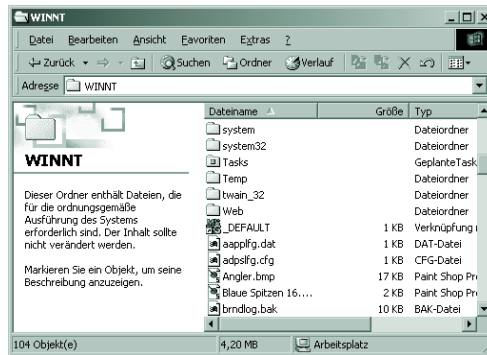 WINNT
Datei Bearbeiten Ansicht Favoriten Extras ?
Zurück Suchen Ordner Verlauf
Adresse WINNT
Dateiname Größe Typ
WINNT
Dieser Ordner enthält Dateien, die
für die ordnungsgemäße
Ausführung des Systems
erforderlich sind. Der Inhalt sollte
nicht verändert werden.
Markieren Sie ein Objekt, um seine
Beschreibung anzuzeigen.
system Dateiordner
system32 Dateiordner
Tasks GeplanteTask
Temp Dateiordner
twain_32 Dateiordner
Web Dateiordner
_DEFAULT 1 KB Verknüpfung
aapplfg.dat 1 KB DAT-Datei
adpslfg.cfg 1 KB CFG-Datei
Angler.bmp 17 KB Paint Shop Pr
Blaue Spitzen 16.... 2 KB Paint Shop Pr
brndlog.bak 10 KB BAK-Datei
104 Objekt(e) 4,20 MB Arbeitsplatz